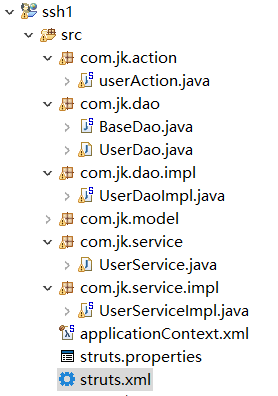 ssh1
src
com.jk.action
userAction.java
com.jk.dao
BaseDao.java
UserDao.java
com.jk.dao.impl
UserDaoImpl.java
com.jk.model
com.jk.service
UserService.java
com.jk.service.impl
UserServiceImpl.java
applicationContext.xml
struts.properties
struts.xml